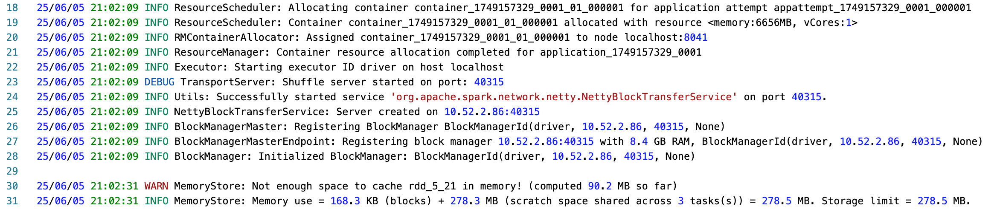 18 25/06/05 21:02:09 INFO ResourceScheduler: Allocating container container_1749157329_0001_01_000001 for application attempt appattempt_1749157329_0001_000001
19 25/06/05 21:02:09 INFO ResourceScheduler: Container container_1749157329_0001_01_000001 allocated with resource <memory:6656MB, vCores:1>
20 25/06/05 21:02:09 INFO RMContainerAllocator: Assigned container_1749157329_0001_01_000001 to node localhost:8041
21 25/06/05 21:02:09 INFO ResourceManager: Container resource allocation completed for application_1749157329_0001
22 25/06/05 21:02:09 INFO Executor: Starting executor ID driver on host localhost
23 25/06/05 21:02:09 DEBUG TransportServer: Shuffle server started on port: 40315
24 25/06/05 21:02:09 INFO Utils: Successfully started service 'org.apache.spark.network.netty.NettyBlockTransferService' on port 40315.
25 25/06/05 21:02:09 INFO NettyBlockTransferService: Server created on 10.52.2.86:40315
26 25/06/05 21:02:09 INFO BlockManagerMaster: Registering BlockManager BlockManagerId(driver, 10.52.2.86, 40315, None)
27 25/06/05 21:02:09 INFO BlockManagerMasterEndpoint: Registering block manager 10.52.2.86:40315 with 8.4 GB RAM, BlockManagerId(driver, 10.52.2.86, 40315, None)
28 25/06/05 21:02:09 INFO BlockManager: Initialized BlockManager: BlockManagerId(driver, 10.52.2.86, 40315, None)
29
30 25/06/05 21:02:31 WARN MemoryStore: Not enough space to cache rdd_5_21 in memory! (computed 90.2 MB so far)
31 25/06/05 21:02:31 INFO MemoryStore: Memory use = 168.3 KB (blocks) + 278.3 MB (scratch space shared across 3 tasks(s)) = 278.5 MB. Storage limit = 278.5 MB.